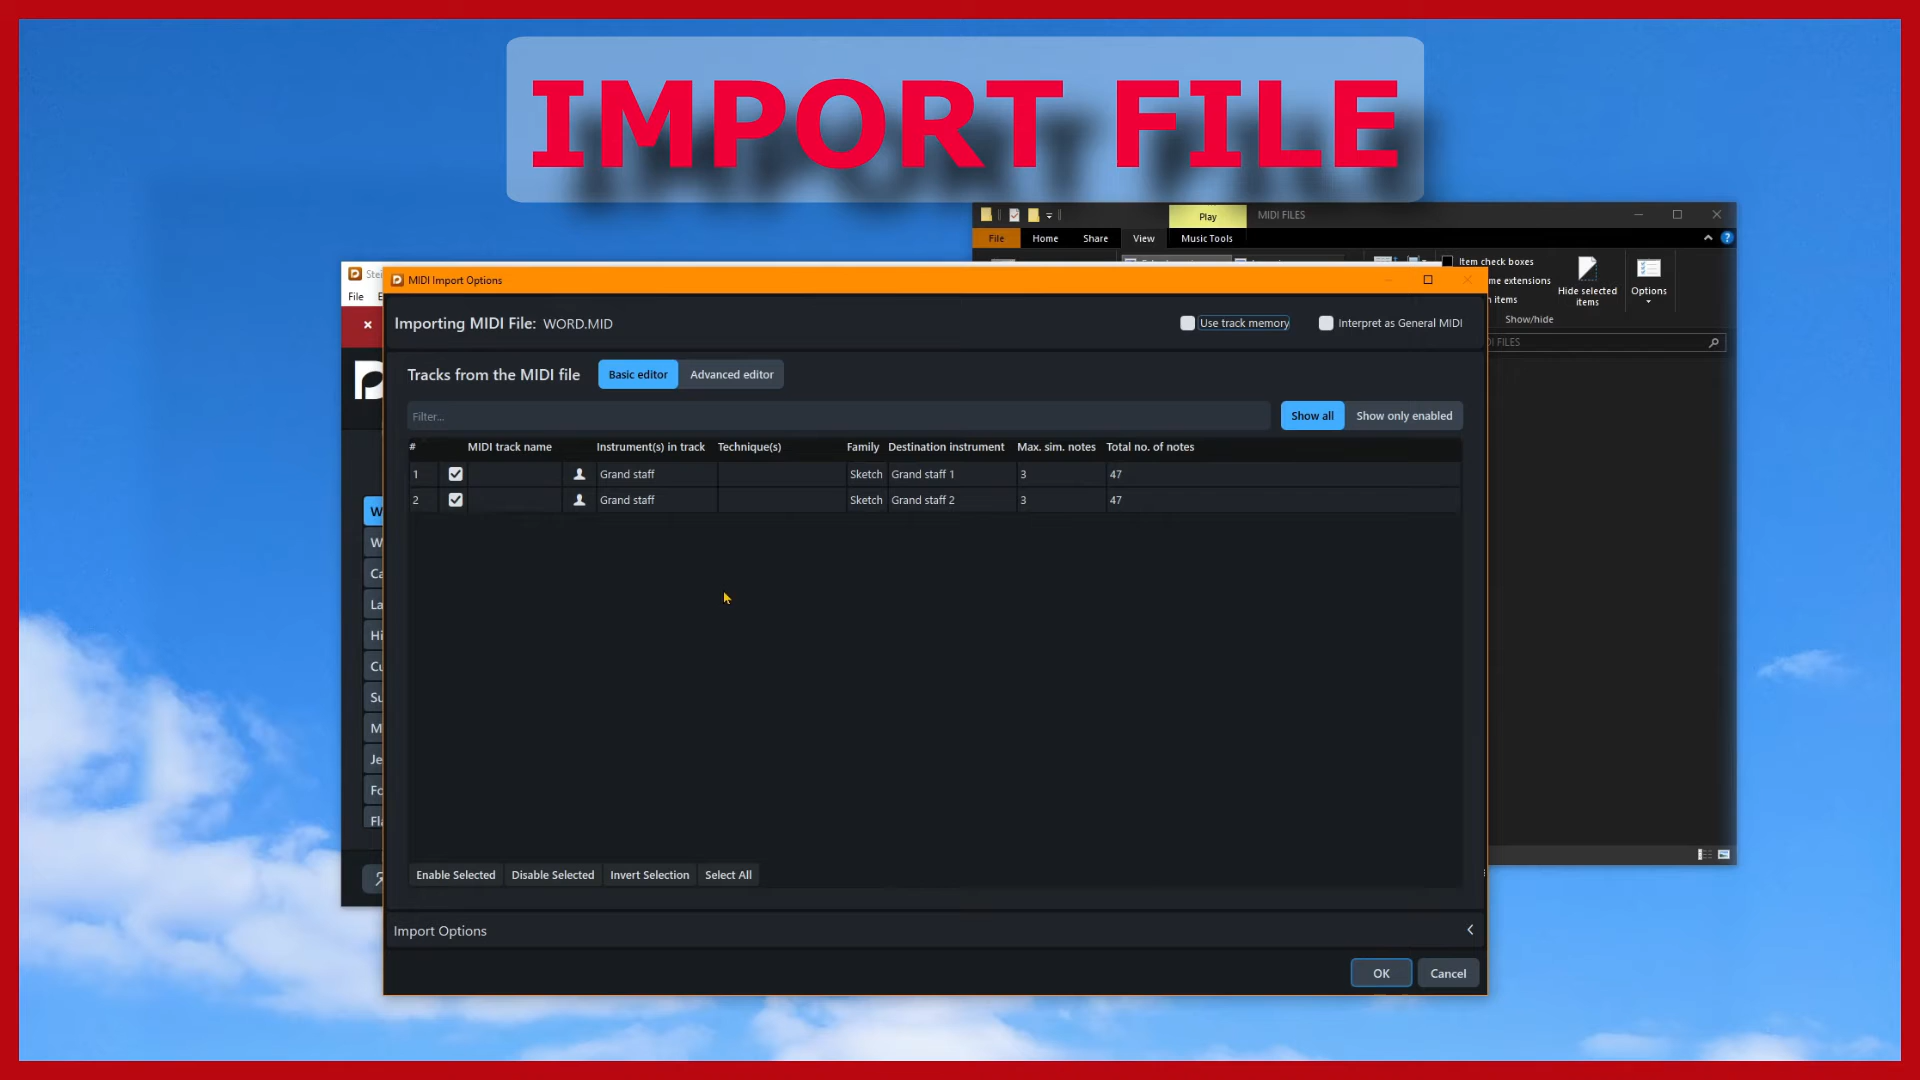 IMPORT FILE
Play
MIDI FILES
File
Home
Share
View
Music Tools
Item check boxes
me extensions
n items
Hide selected
items
Options
Show/hide
File
MIDI Import Options
Importing MIDI File: WORD.MID
Use track memory
Interpret as General MIDI
Tracks from the MIDI file
Basic editor
Advanced editor
Filter...
Show all
Show only enabled
# MIDI track name Instrument(s) in track Technique(s) Family Destination instrument Max. sim. notes Total no. of notes
1 Grand staff Sketch Grand staff 1 3 47
2 Grand staff Sketch Grand staff 2 3 47
Enable Selected
Disable Selected
Invert Selection
Select All
Import Options
OK
Cancel